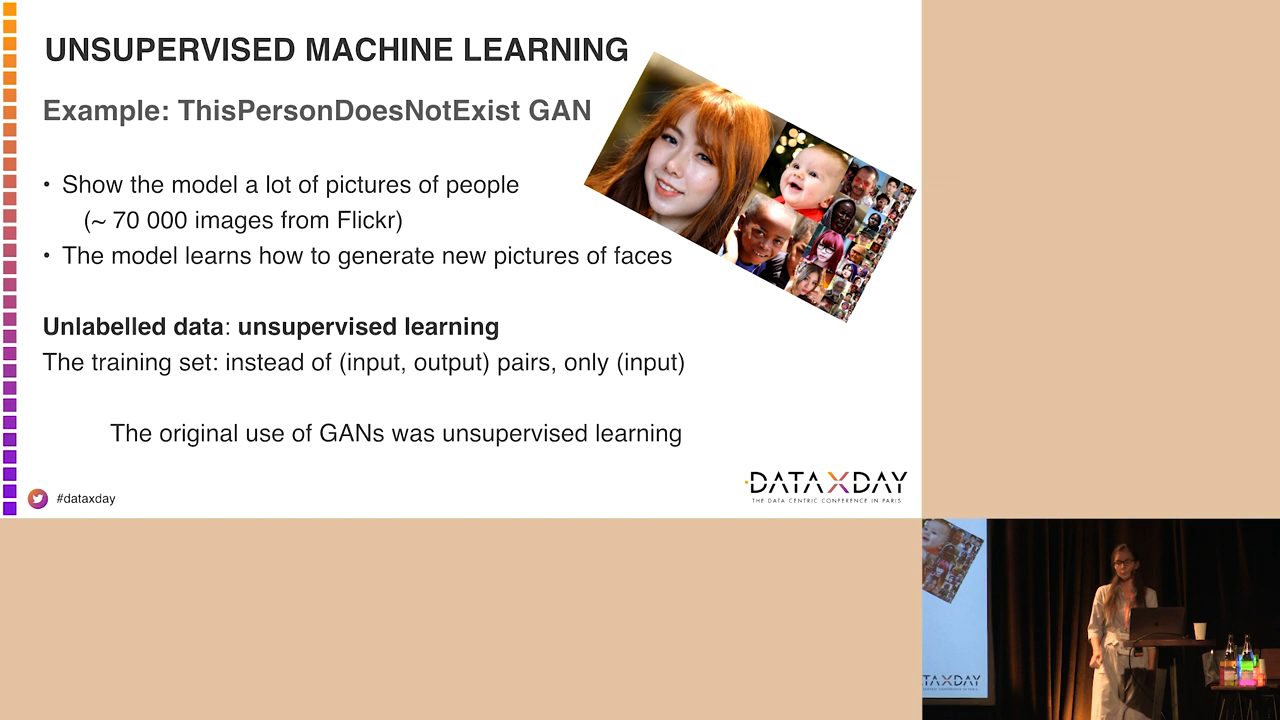 UNSUPERVISED MACHINE LEARNING
Example: ThisPersonDoesNotExist GAN
• Show the model a lot of pictures of people
(~ 70 000 images from Flickr)
• The model learns how to generate new pictures of faces
Unlabelled data: unsupervised learning
The training set: instead of (input, output) pairs, only (input)
The original use of GANs was unsupervised learning
#dataxday
DATAXDAY
THE DATA CENTRIC CONFERENCE IN PARIS
TAXDAY